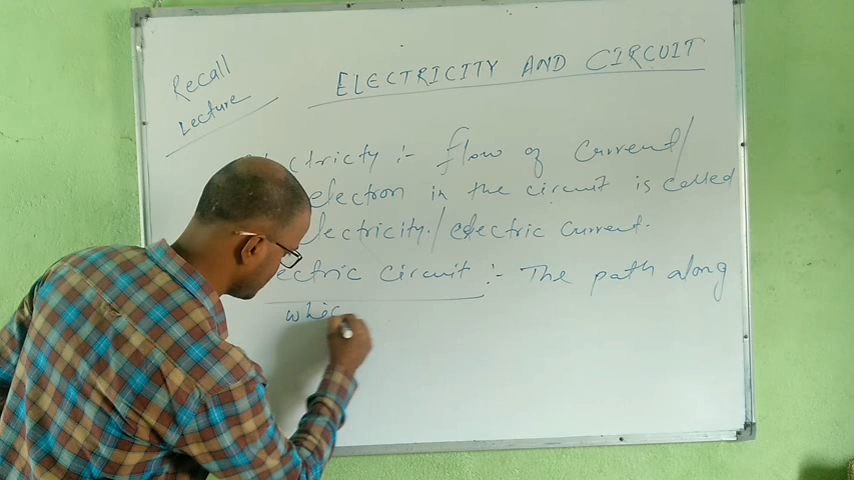 Recall
Lecture
ELECTRICITY AND CIRCUIT
ctricty :- flow of current/
electron in the circuit is called
lectricity./electric current.
ectric circuit :- The path along
whic